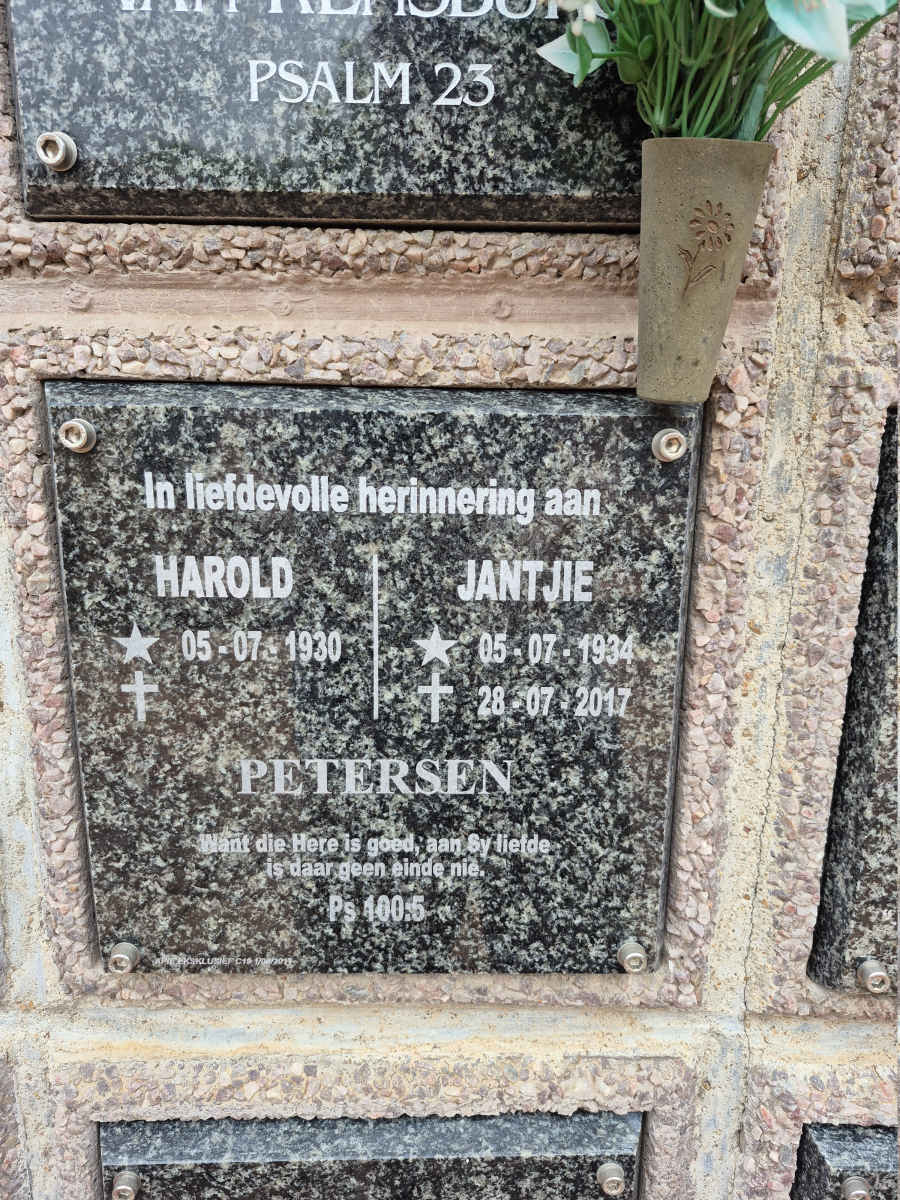 PSALM 23
In liefdevolle herinnering aan
HAROLD
05 - 07 - 1930
JANTJIE
05 - 07 - 1934
28 - 07 - 2017
PETERSEN
Want die Here is goed, aan Sy liefde
is daar geen einde nie.
Ps 100:5
EKSKLUSIEF